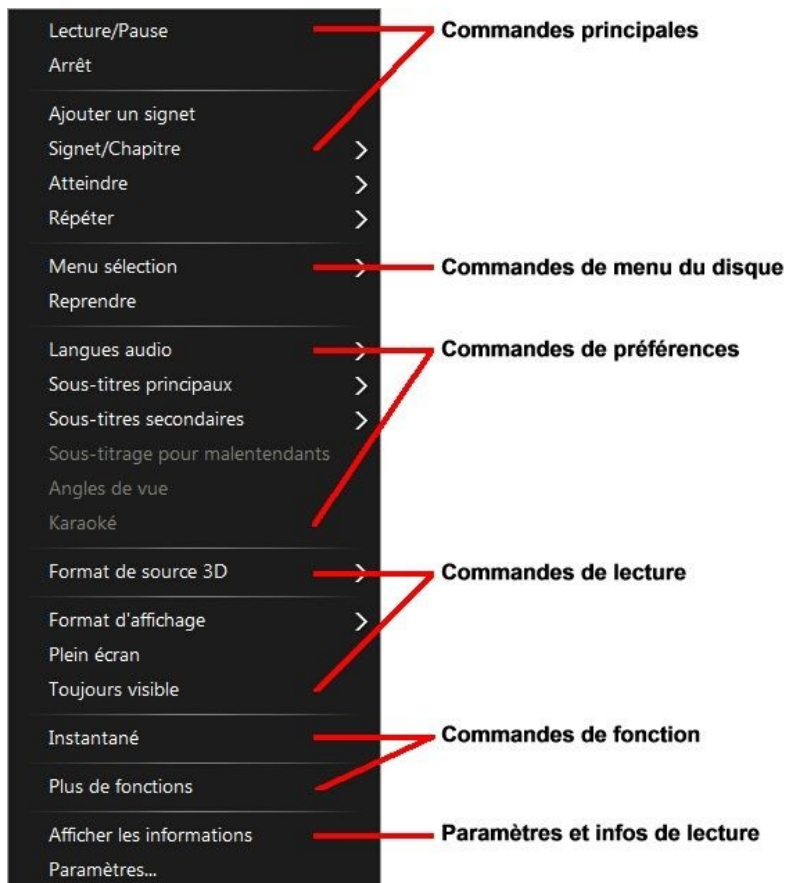 Lecture/Pause
Commandes principales
Arrêt
Ajouter un signet
Signet/Chapitre
Atteindre
Répéter
Menu sélection
Commandes de menu du disque
Reprendre
Langues audio
Commandes de préférences
Sous-titres principaux
Sous-titres secondaires
Sous-titrage pour malentendants
Angles de vue
Karaoké
Format de source 3D
Commandes de lecture
Format d'affichage
Plein écran
Toujours visible
Instantané
Commandes de fonction
Plus de fonctions
Afficher les informations
Paramètres et infos de lecture
Paramètres...